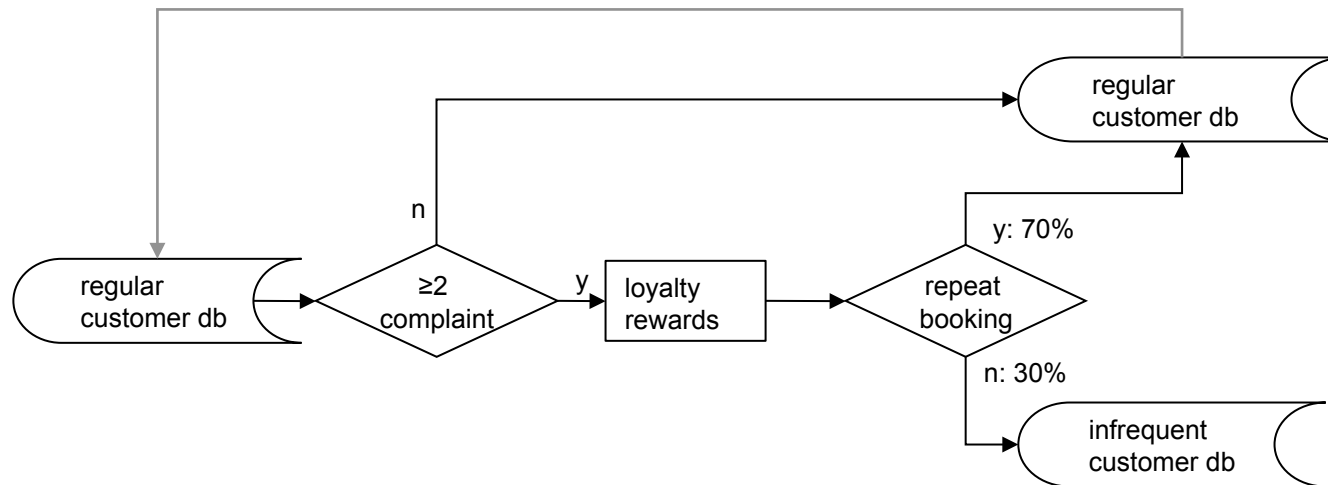 regular
customer db
n
y: 70%
regular
customer db
≥2
complaint
y
loyalty
rewards
repeat
booking
n: 30%
infrequent
customer db